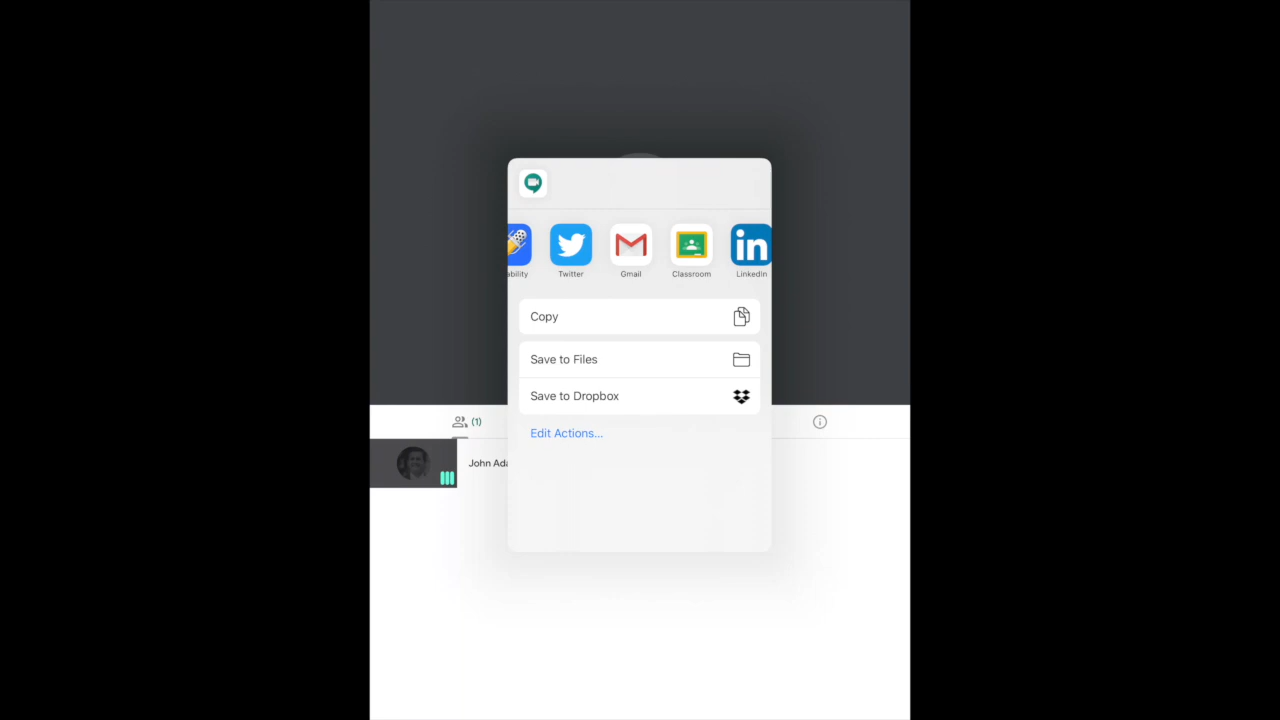 ability
Twitter
Gmail
Classroom
LinkedIn
Copy
Save to Files
Save to Dropbox
Edit Actions...
(1)
John Ada